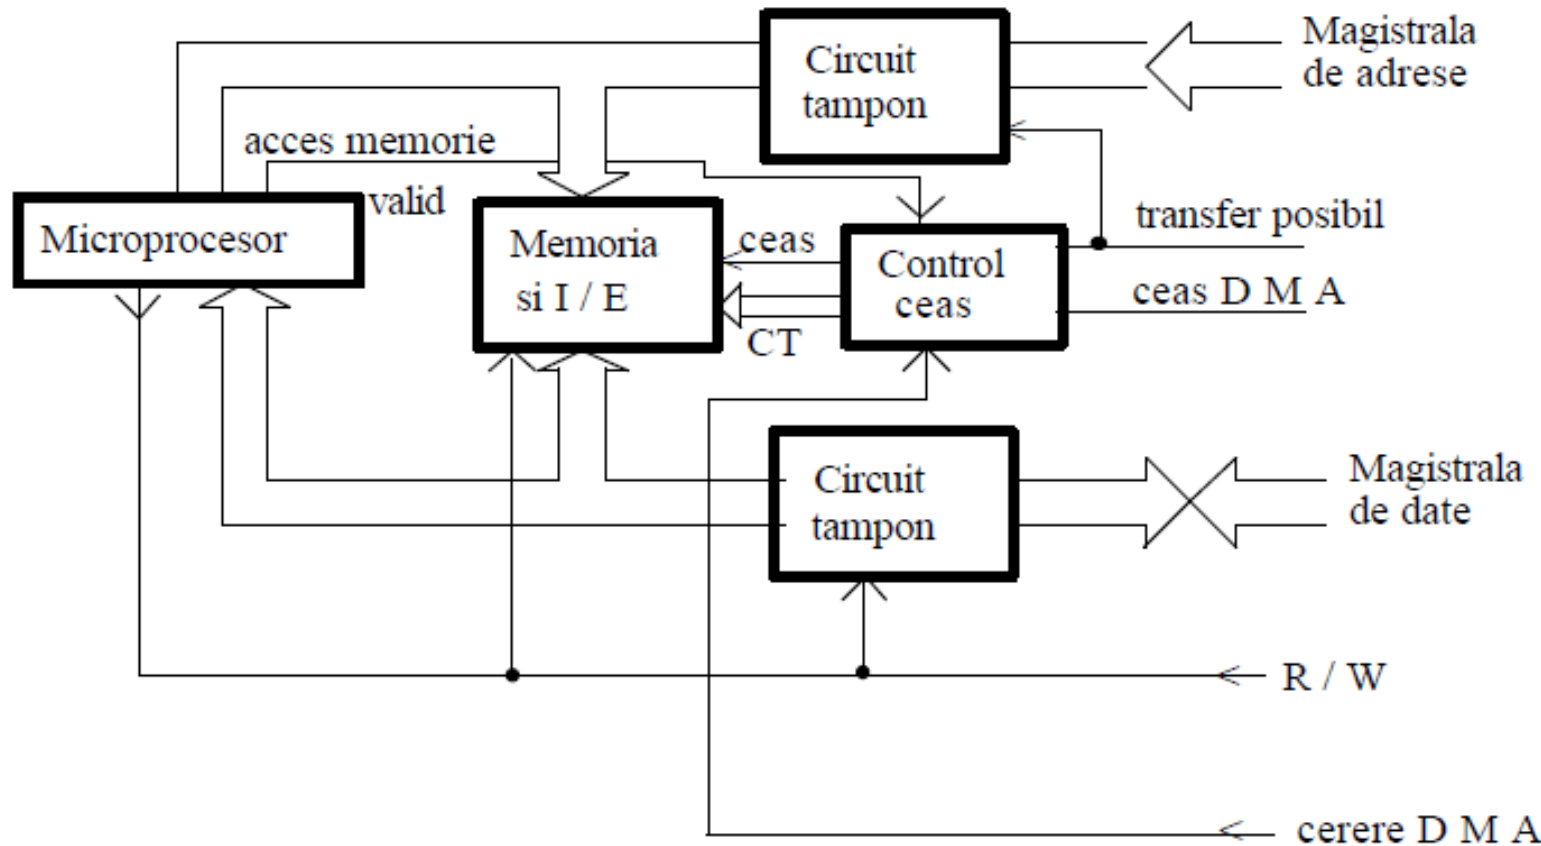 Circuit
tampon
Magistrala
de adrese
acces memorie
valid
Microprocesor
Memoria
si I / E
ceas
CT
Control
ceas
transfer posibil
ceas D M A
Circuit
tampon
Magistrala
de date
R / W
cerere D M A